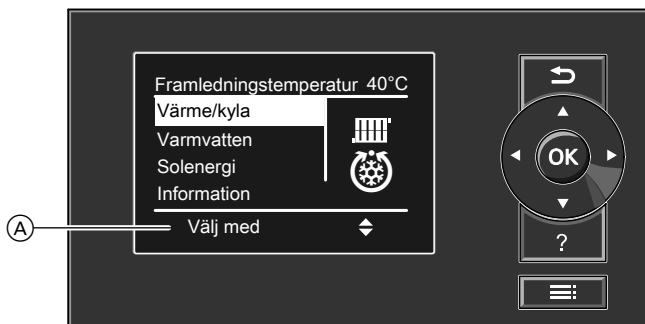 Framledningstemperatur 40°C
Värme/kyla
Varmvatten
Solenergi
Information
Välj med
A
OK
?